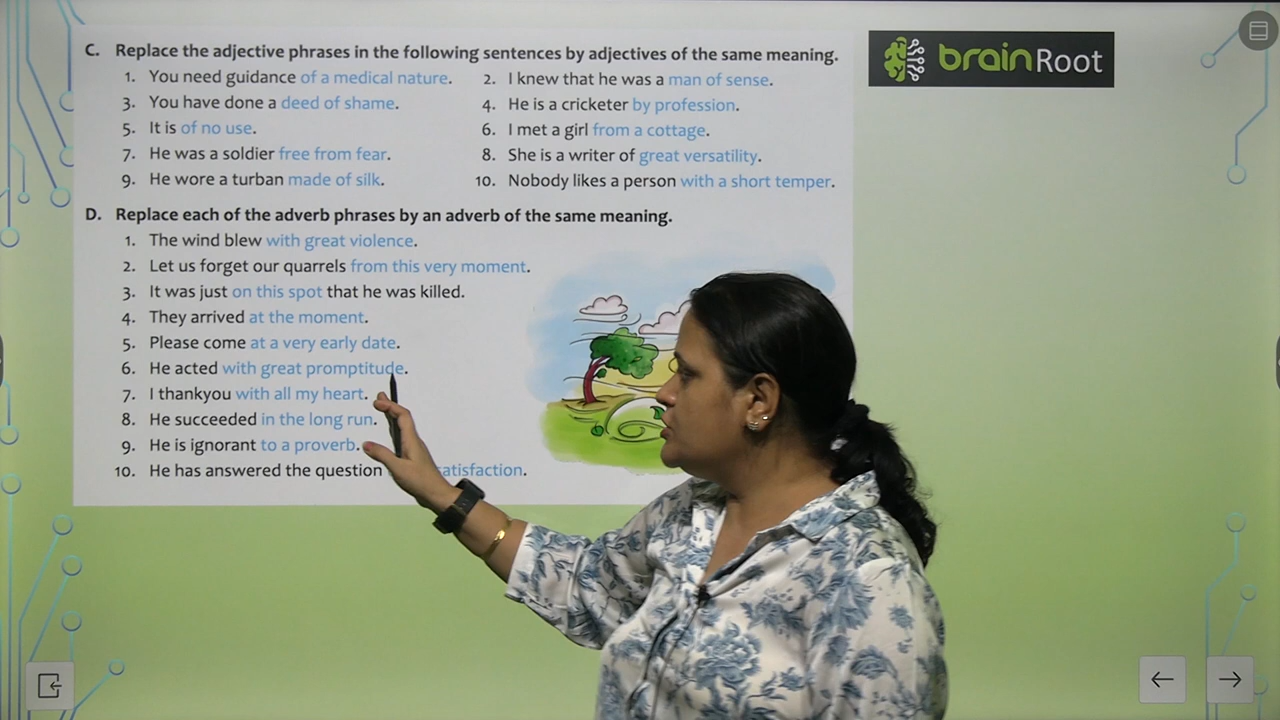 C. Replace the adjective phrases in the following sentences by adjectives of the same meaning.
1. You need guidance of a medical nature. 2. I knew that he was a man of sense.
3. You have done a deed of shame. 4. He is a cricketer by profession.
5. It is of no use. 6. I met a girl from a cottage.
7. He was a soldier free from fear. 8. She is a writer of great versatility.
9. He wore a turban made of silk. 10. Nobody likes a person with a short temper.
D. Replace each of the adverb phrases by an adverb of the same meaning.
1. The wind blew with great violence.
2. Let us forget our quarrels from this very moment.
3. It was just on this spot that he was killed.
4. They arrived at the moment.
5. Please come at a very early date.
6. He acted with great promptitude.
7. I thankyou with all my heart.
8. He succeeded in the long run.
9. He is ignorant to a proverb.
10. He has answered the question atisfaction.
brainRoot